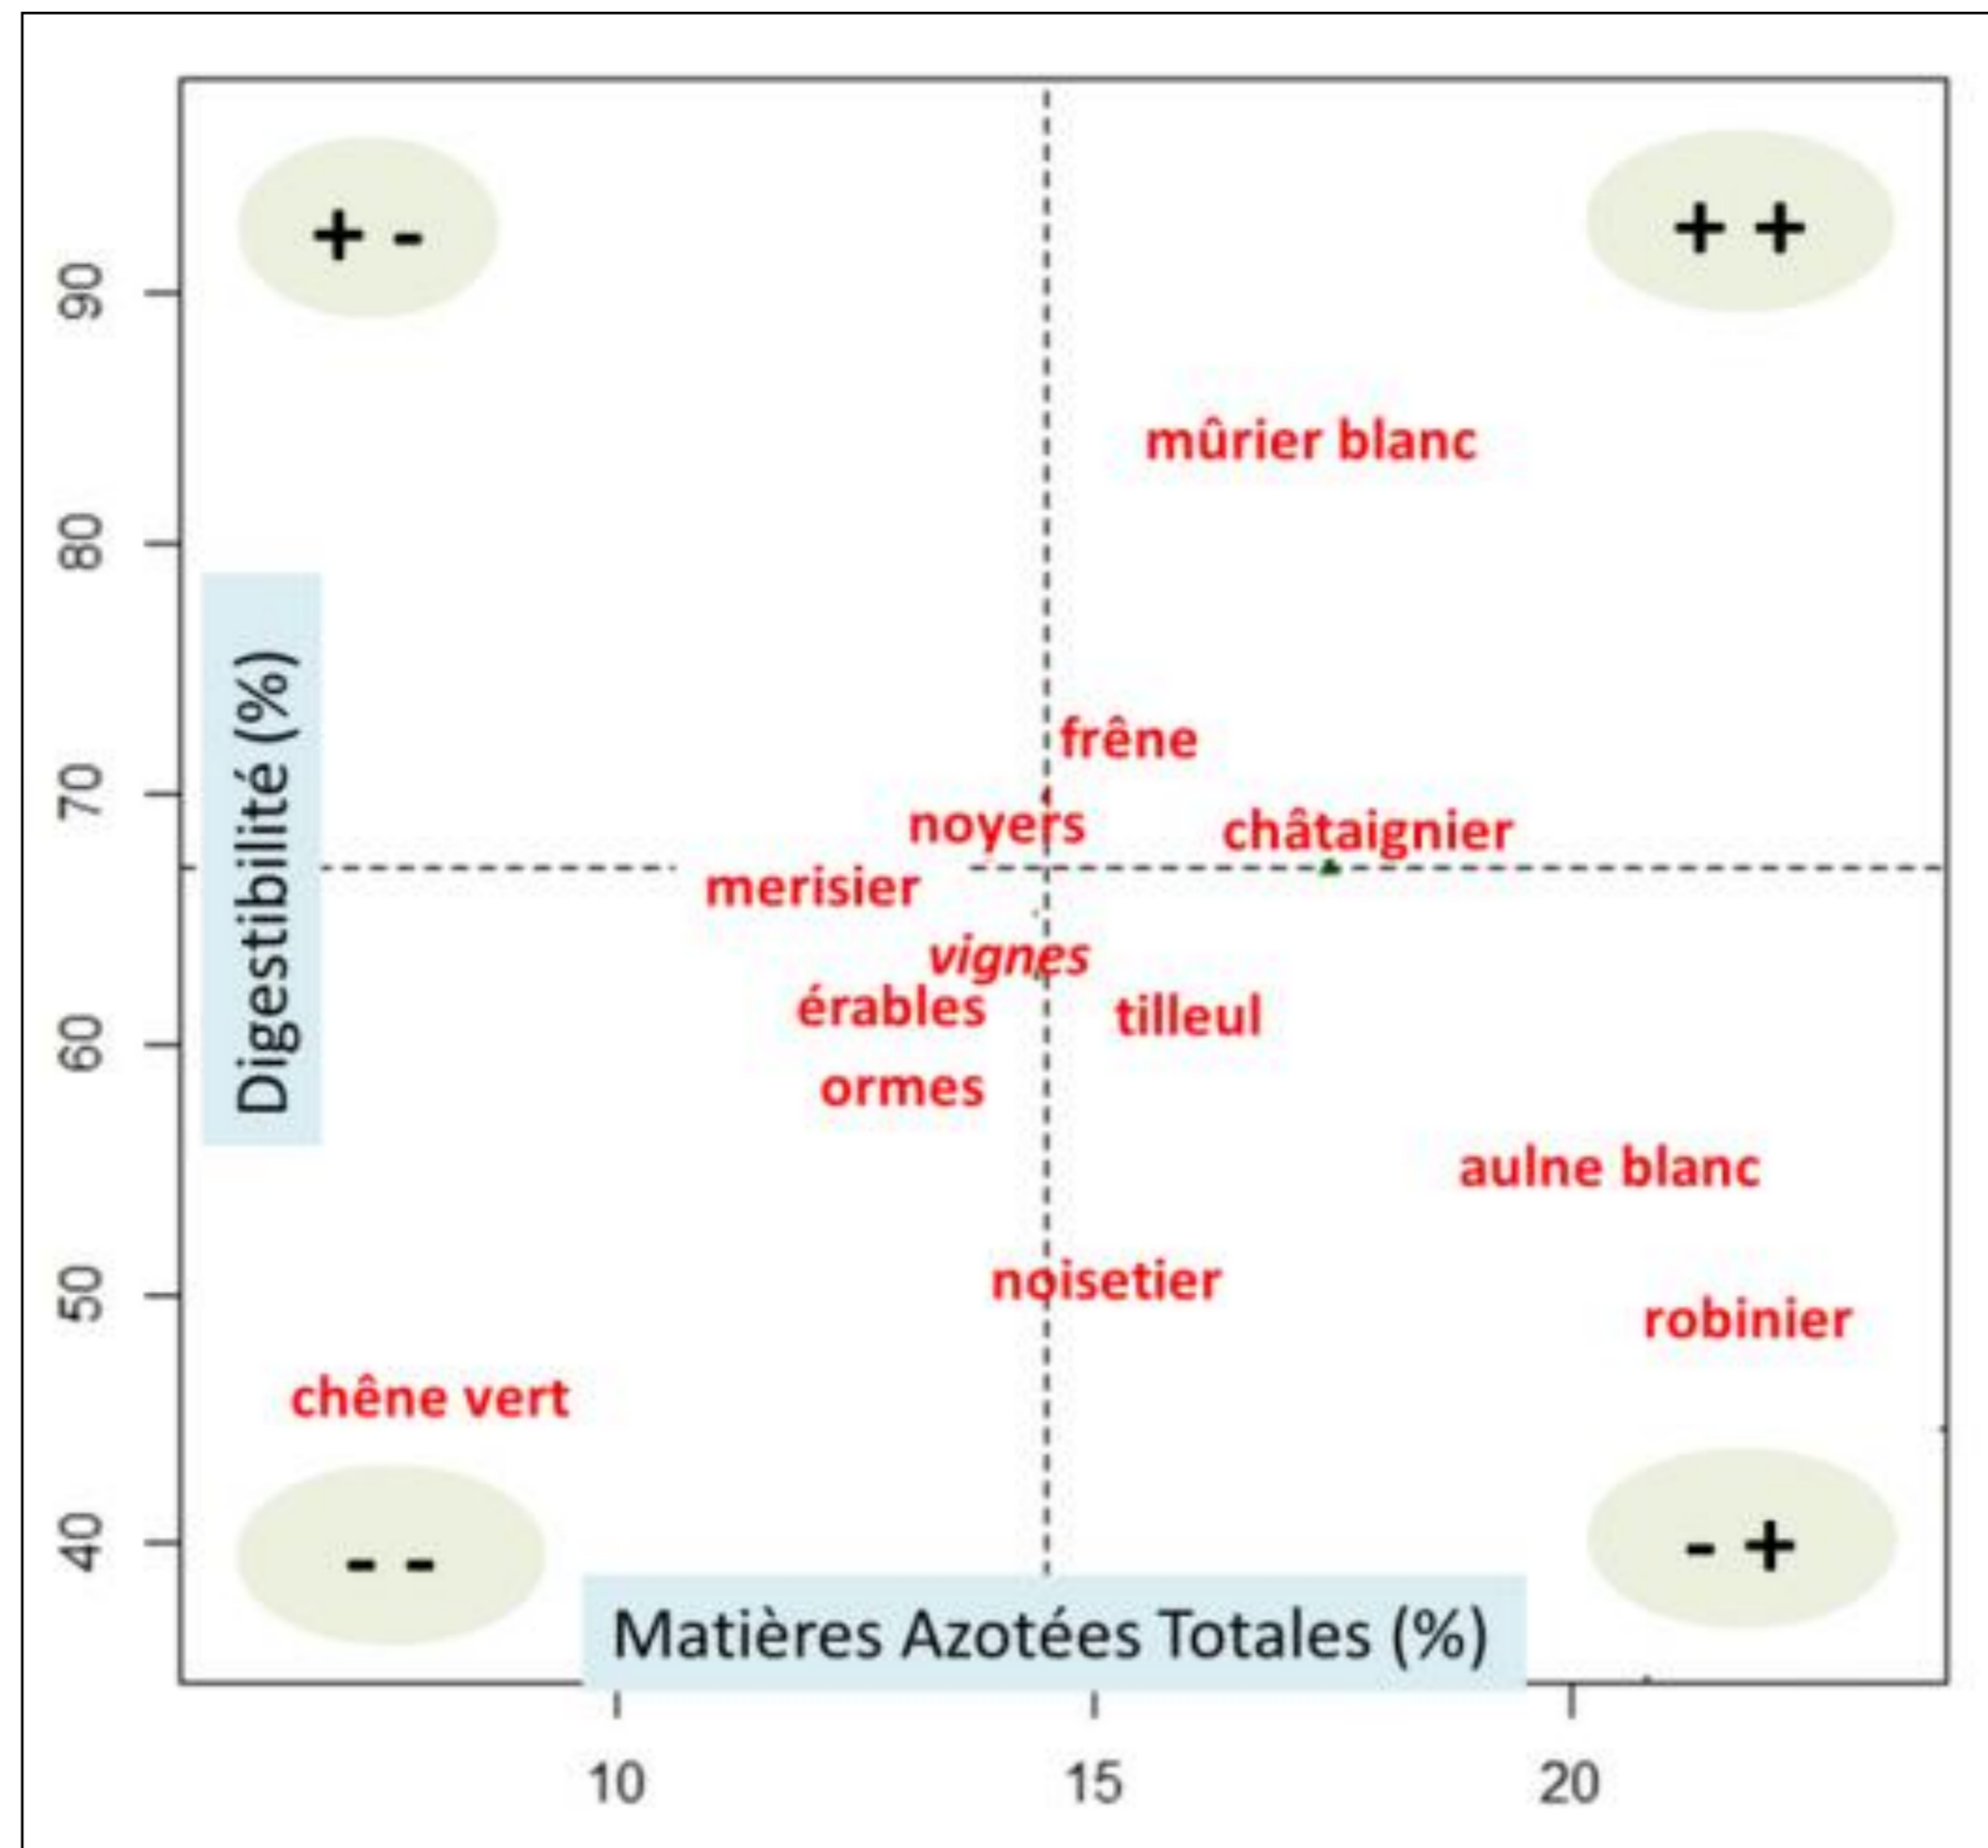 + -
+ +
90
mûrier blanc
80
Digestibilité (%)
frêne
70
noyers
châtaignier
merisier
vignes
érables
tilleul
60
ormes
aulne blanc
noisetier
50
robinier
chêne vert
40
- -
- +
Matières Azotées Totales (%)
10 15 20